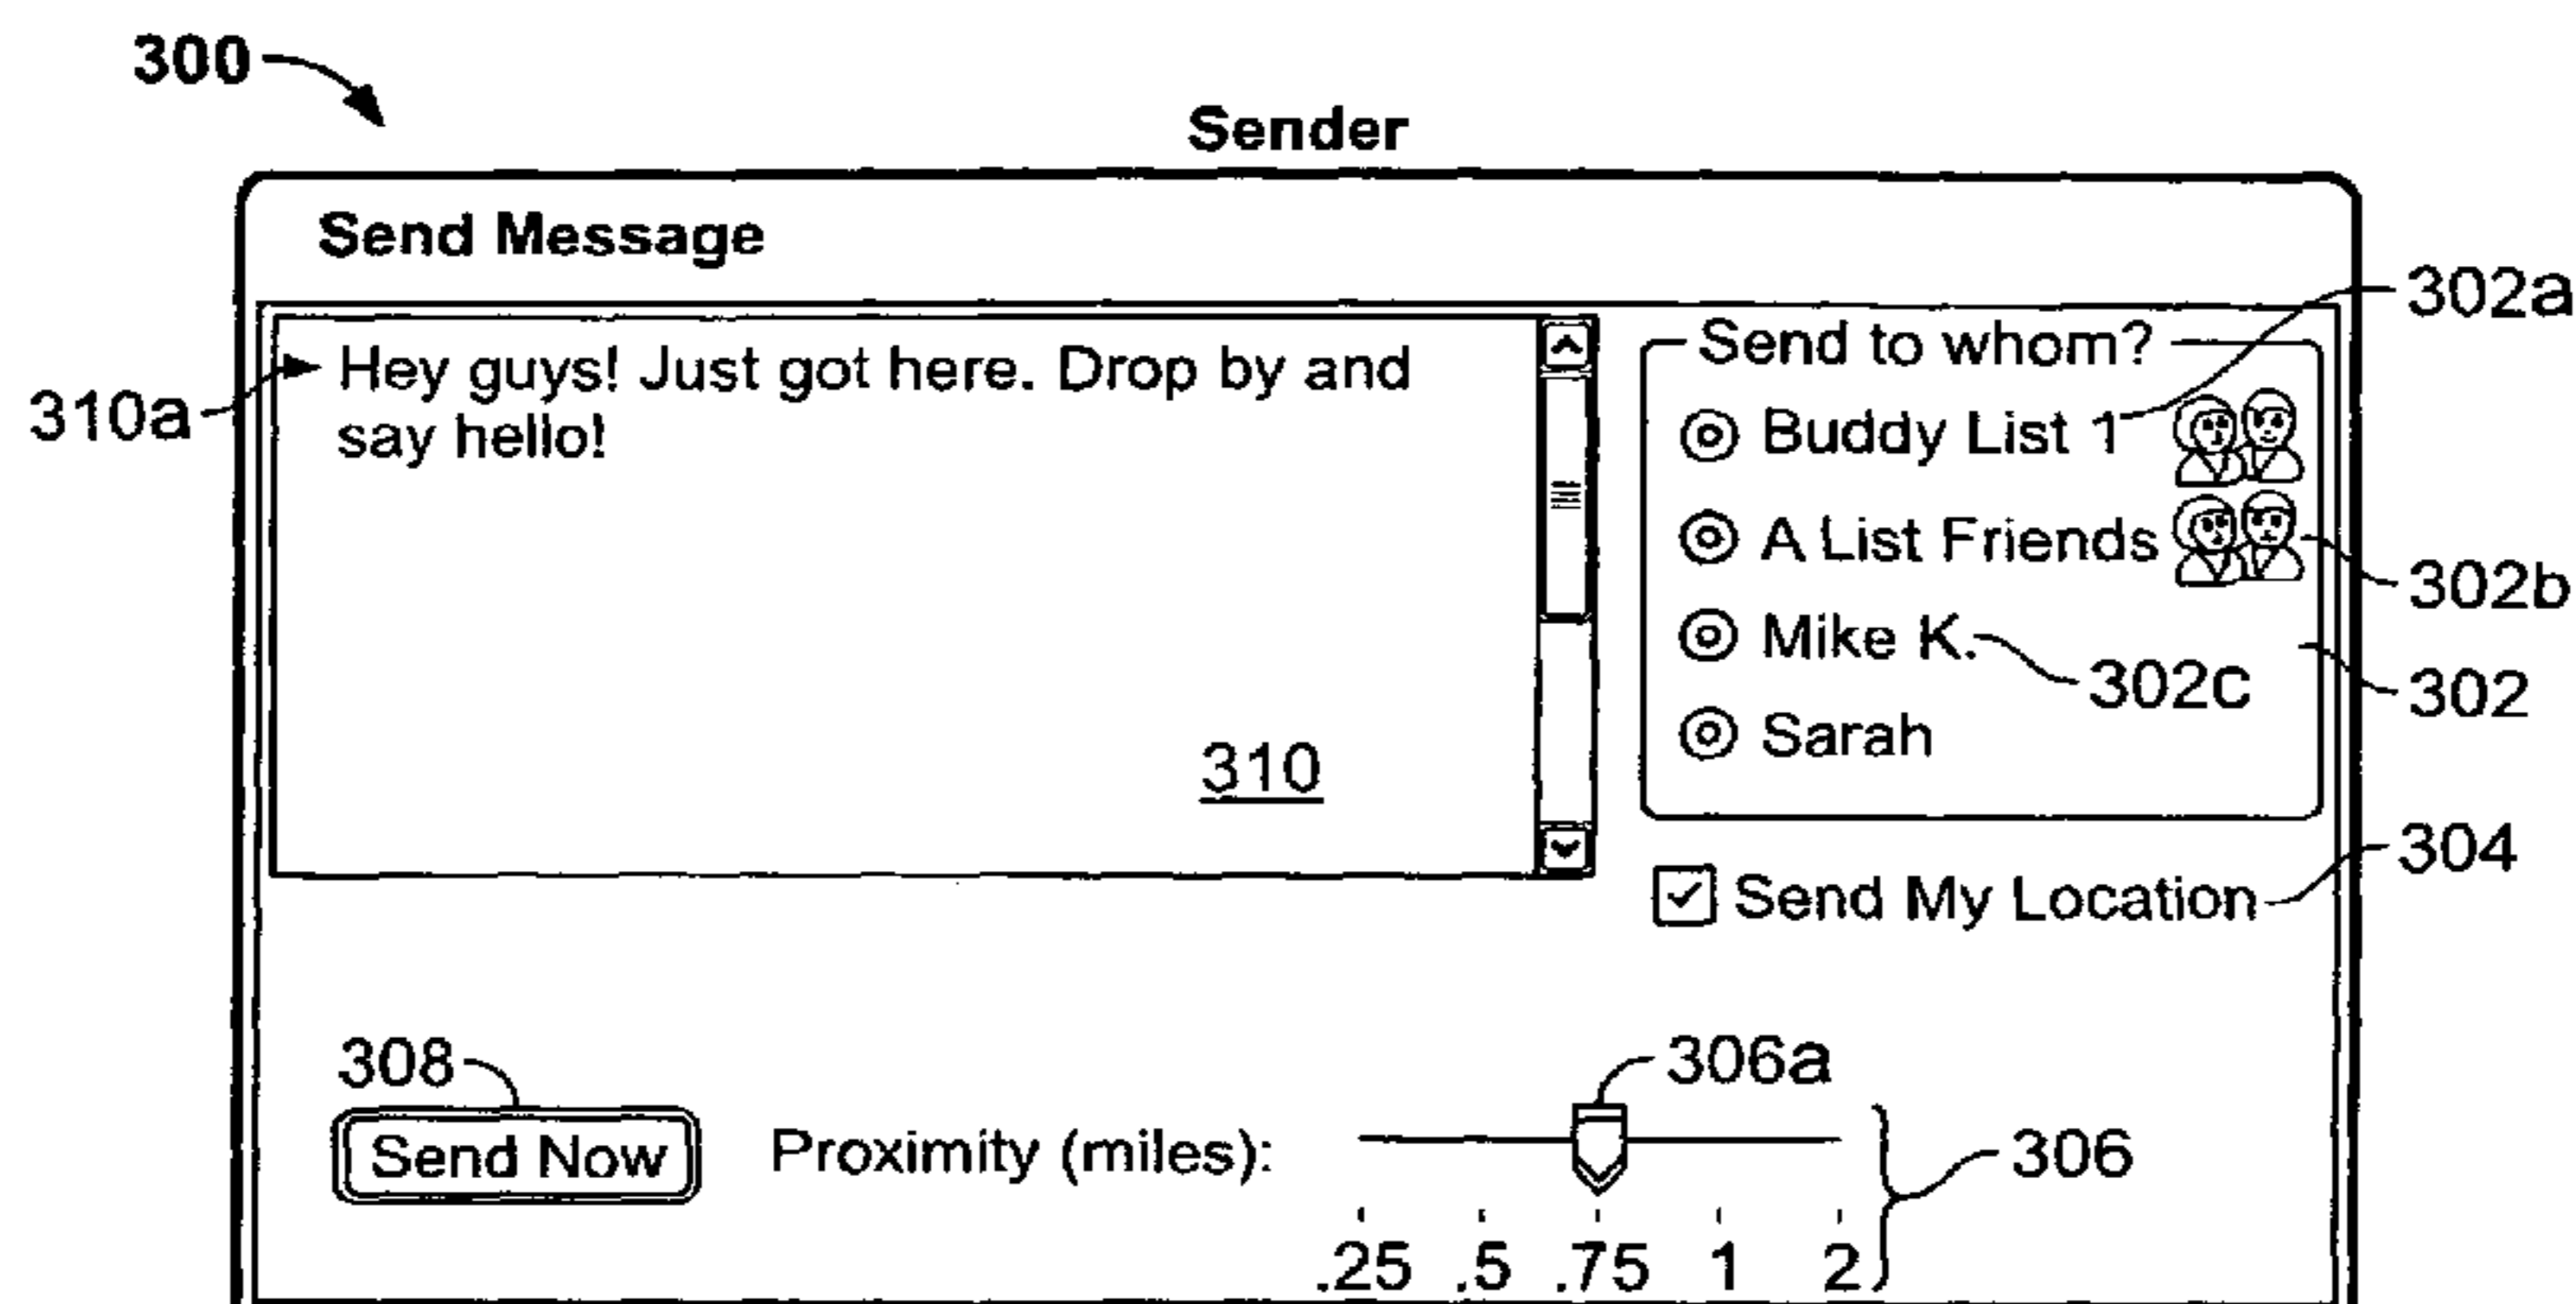 300
Sender
Send Message
302a
310a
Hey guys! Just got here. Drop by and
say hello!
Send to whom?
Buddy List 1
A List Friends
302b
Mike K.
302c
302
Sarah
310
304
Send My Location
308
306a
Send Now
Proximity (miles):
306
.25 .5 .75 1 2